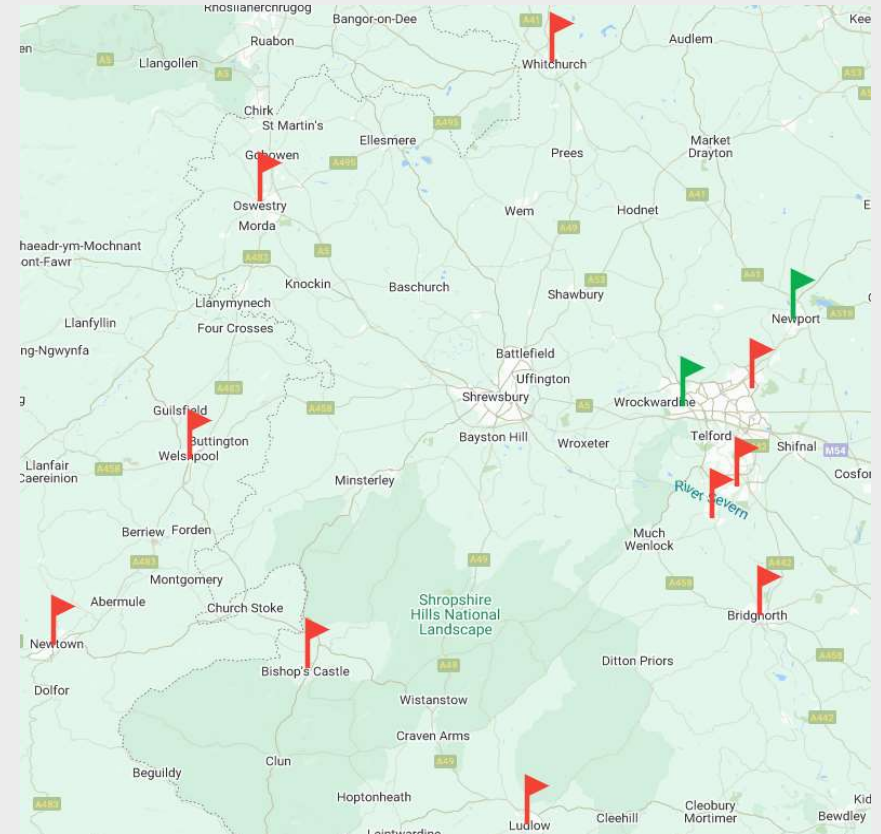 Rhosllanerchrugog
Bangor-on-Dee
A41
Kee
Ruabon
Audlem
en
A5
Llangollen
A5
Whitchurch
A53
Chirk
St Martin's
A495
Ellesmere
Market
Drayton
Gobowen
A495
Prees
A41
Oswestry
Wem
Hodnet
E
Morda
A49
haeadr-ym-Mochnant
A5
A483
ont-Fawr
A41
Knockin
Baschurch
A53
Shawbury
Llanymynech
Newport
A519
Llanfyllin
Four Crosses
ng-Ngwynfa
Battlefield
Uffington
A483
Shrewsbury
Wrockwardine
Guilsfield
A458
A5
Buttington
Bayston Hill
Wroxeter
Telford
Shifnal
M54
Welshpool
Llanfair
Caereinion
A458
Cosfor
Minsterley
River Severn
Berriew
Forden
Much
Wenlock
A483
A49
A442
Montgomery
A458
Abermule
Church Stoke
Shropshire
Hills National
Landscape
Bridgnorth
Newtown
A458
Bishop's Castle
A49
Ditton Priors
Dolfor
Wistanstow
A442
Craven Arms
Clun
A49
Beguildy
Hoptonheath
Kid
A483
Cleobury
Mortimer
Cleehill
Bewdley
Ludlow
Leintwardine